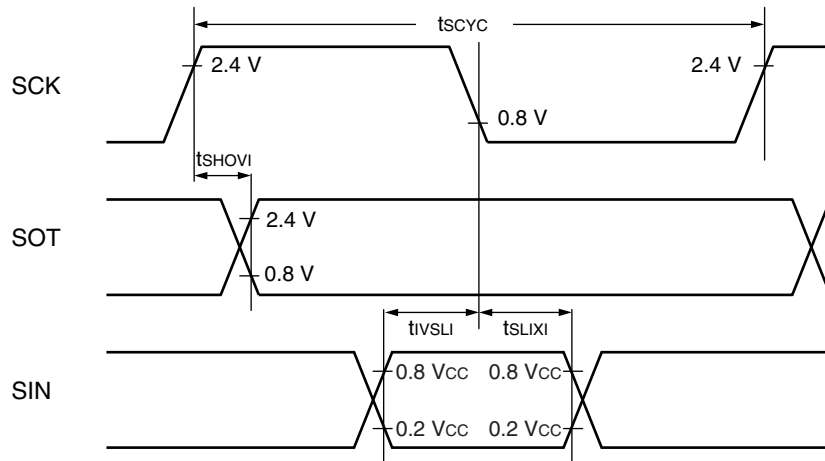 tSCYC
SCK
2.4 V
2.4 V
0.8 V
tSHOVI
SOT
2.4 V
0.8 V
tIVSLI
tSLIXI
SIN
0.8 VCC
0.8 VCC
0.2 VCC
0.2 VCC